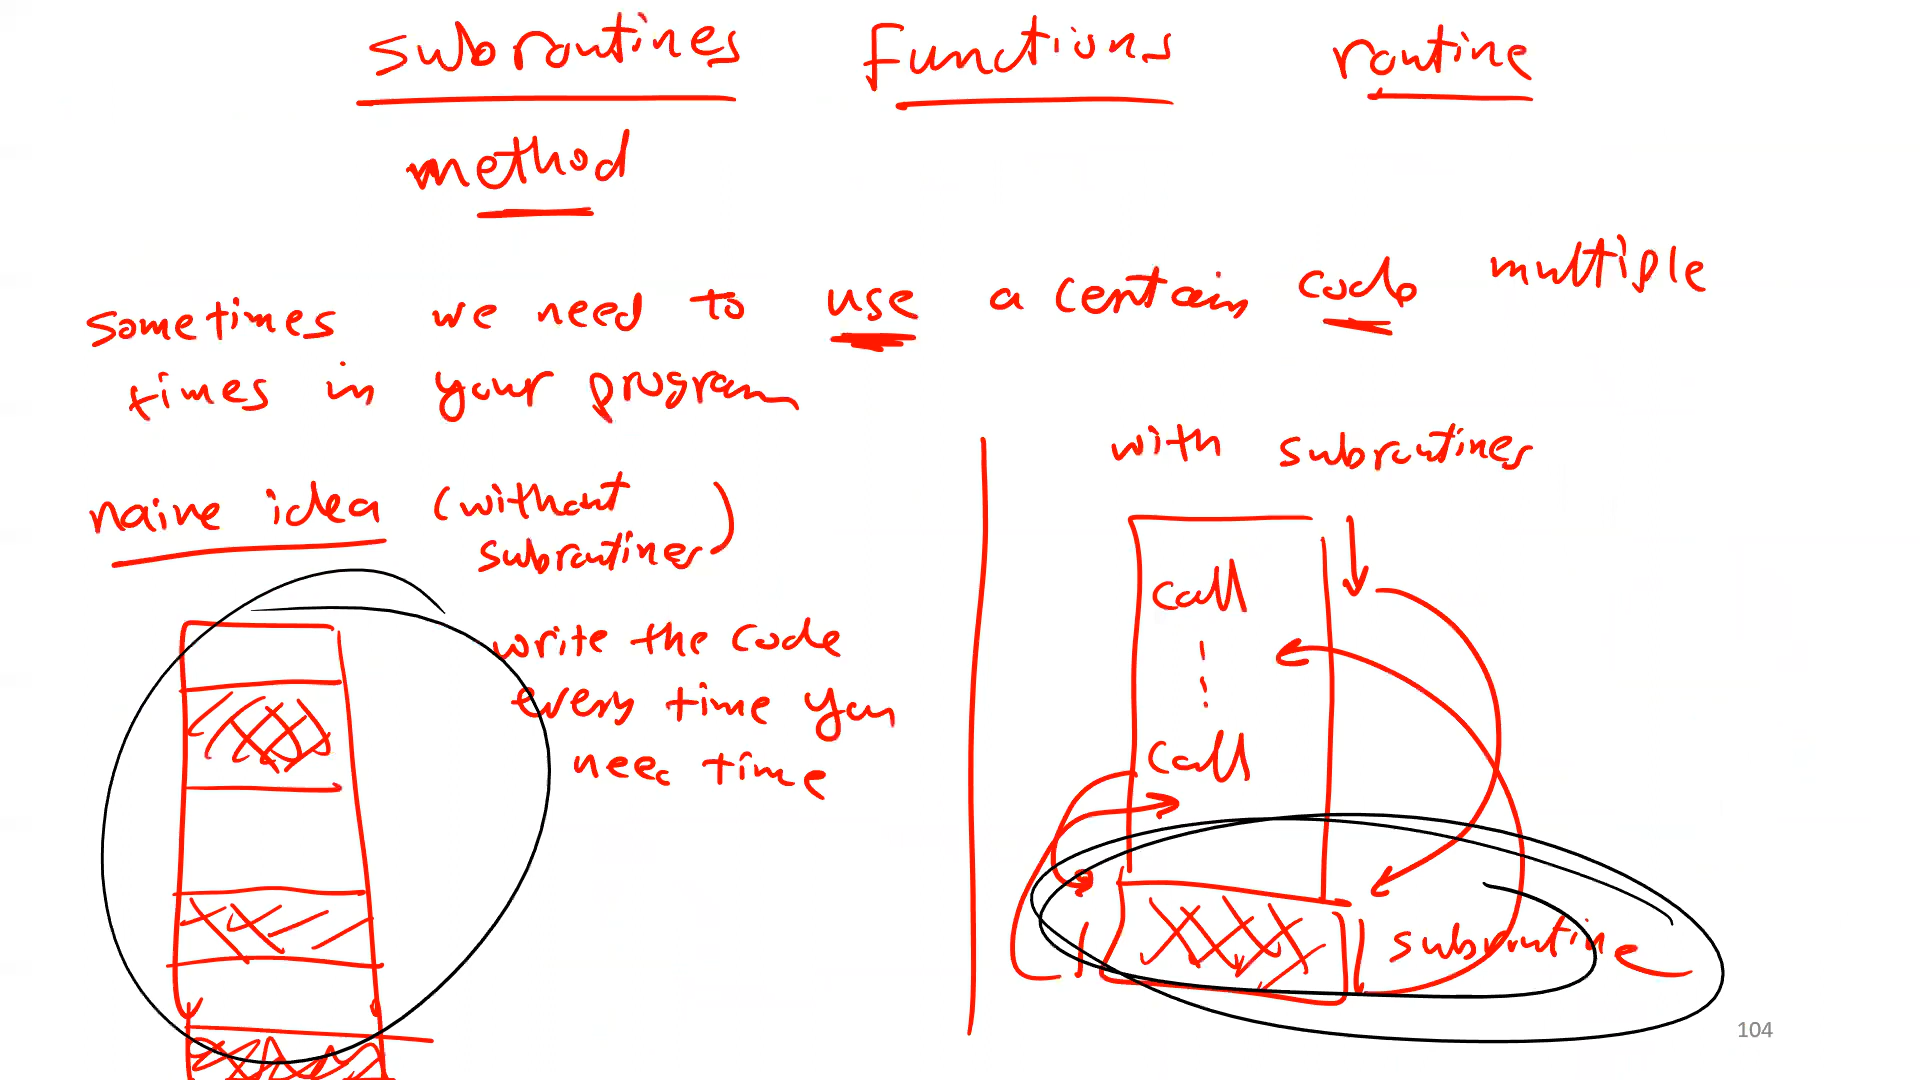 subroutines functions routine
method
sometimes we need to use a certain code multiple
times in your program
naive idea (without
subroutines)
write the code
every time you
need time
with subroutines
call
call
subroutine
104